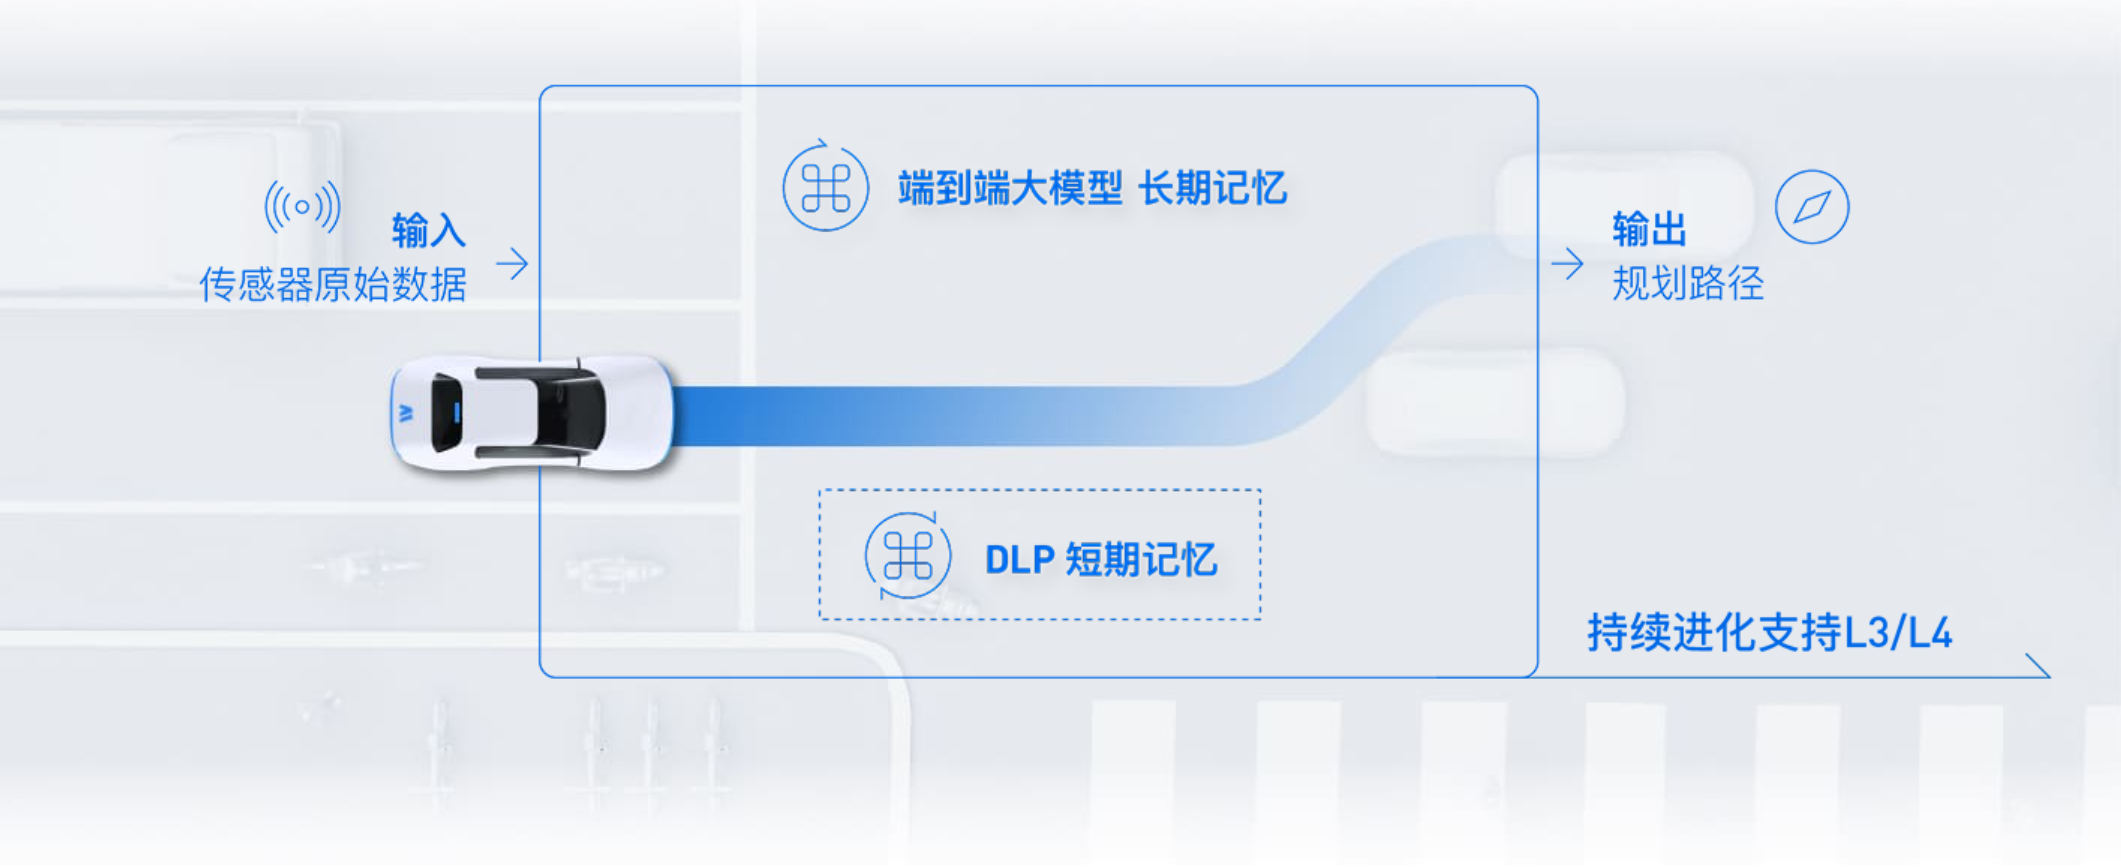 端到端大模型 长期记忆
输入
传感器原始数据
输出
规划路径
DLP 短期记忆
持续进化支持L3/L4